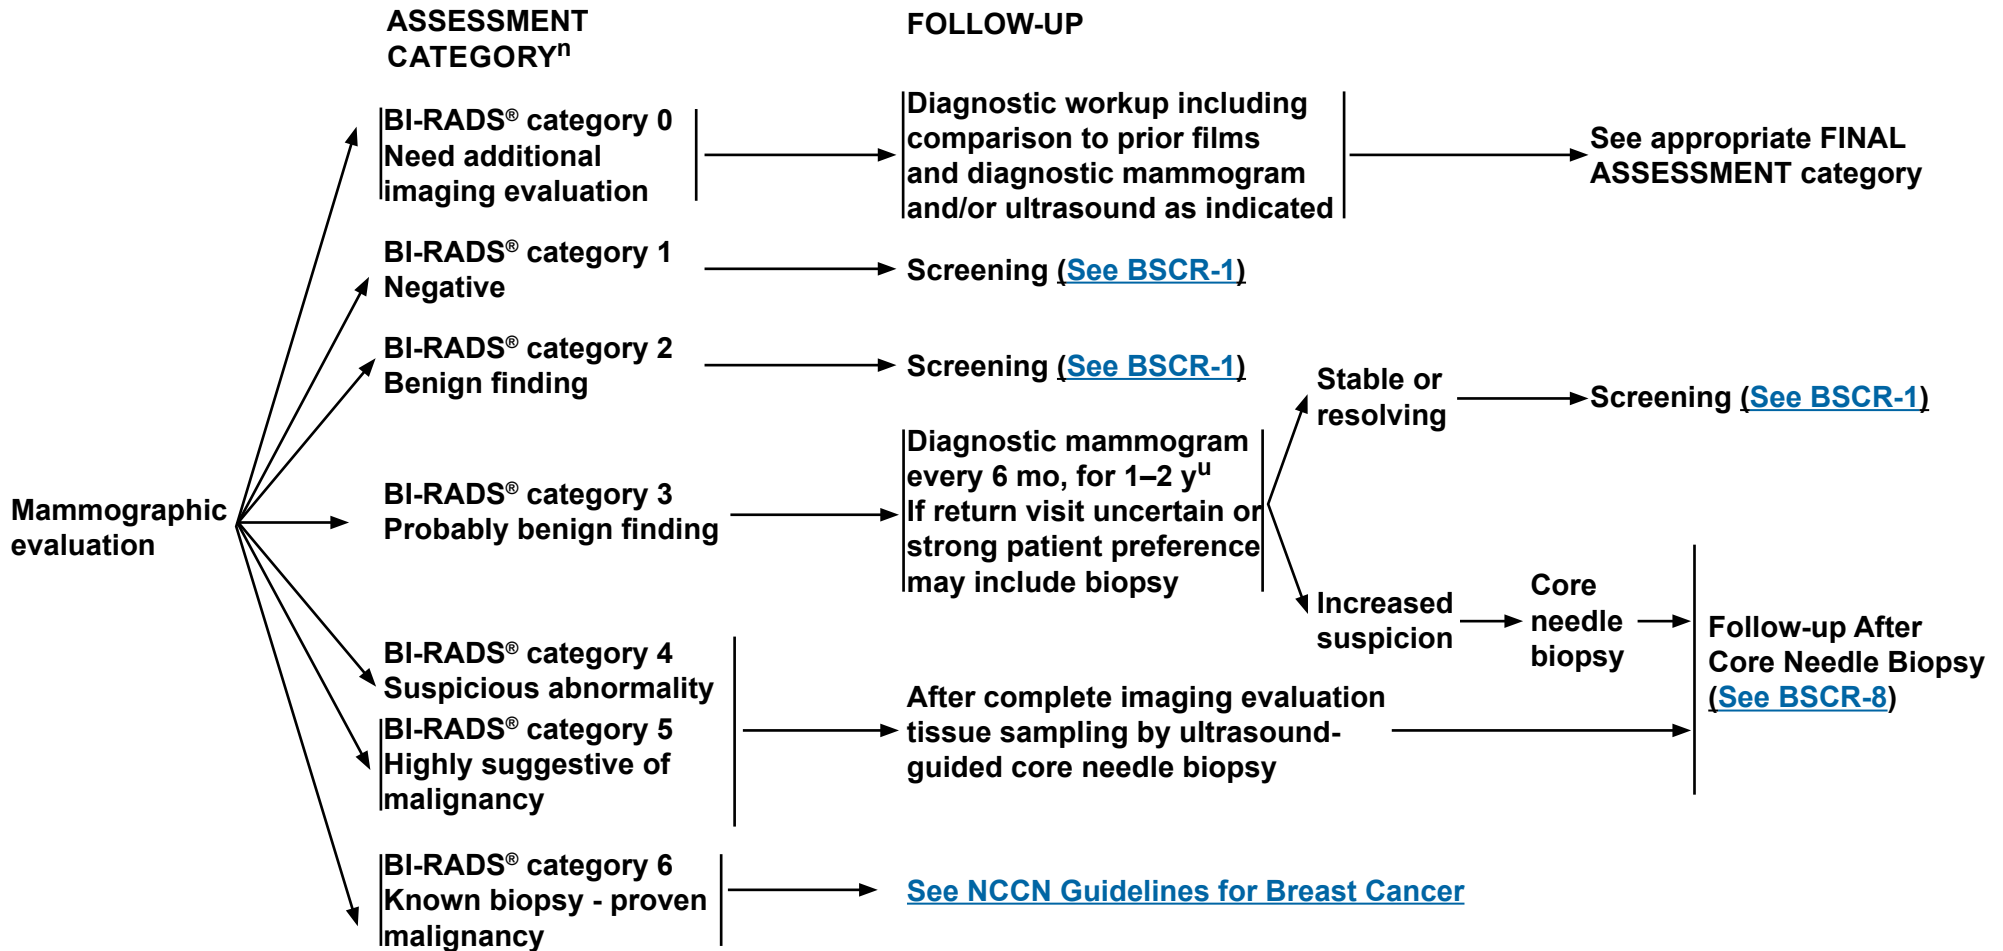 ASSESSMENT
CATEGORYⁿ
FOLLOW-UP
Mammographic
evaluation
BI-RADS® category 0
Need additional
imaging evaluation
Diagnostic workup including
comparison to prior films
and diagnostic mammogram
and/or ultrasound as indicated
See appropriate FINAL
ASSESSMENT category
BI-RADS® category 1
Negative
Screening (See BSCR-1)
BI-RADS® category 2
Benign finding
Screening (See BSCR-1)
BI-RADS® category 3
Probably benign finding
Diagnostic mammogram
every 6 mo, for 1–2 yᵘ
If return visit uncertain or
strong patient preference
may include biopsy
Stable or
resolving
Screening (See BSCR-1)
Increased
suspicion
Core
needle
biopsy
Follow-up After
Core Needle Biopsy
(See BSCR-8)
BI-RADS® category 4
Suspicious abnormality
BI-RADS® category 5
Highly suggestive of
malignancy
After complete imaging evaluation
tissue sampling by ultrasound-
guided core needle biopsy
BI-RADS® category 6
Known biopsy - proven
malignancy
See NCCN Guidelines for Breast Cancer